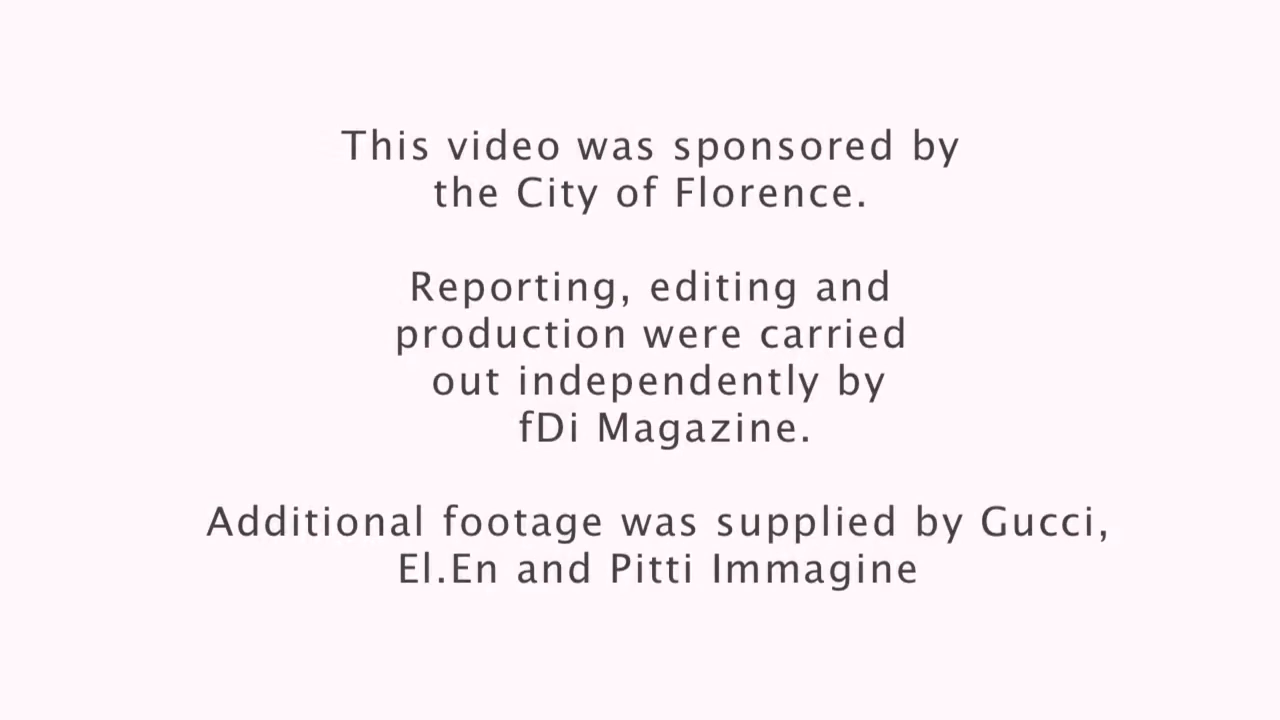 This video was sponsored by
the City of Florence.
Reporting, editing and
production were carried
out independently by
fDi Magazine.
Additional footage was supplied by Gucci,
El.En and Pitti Immagine